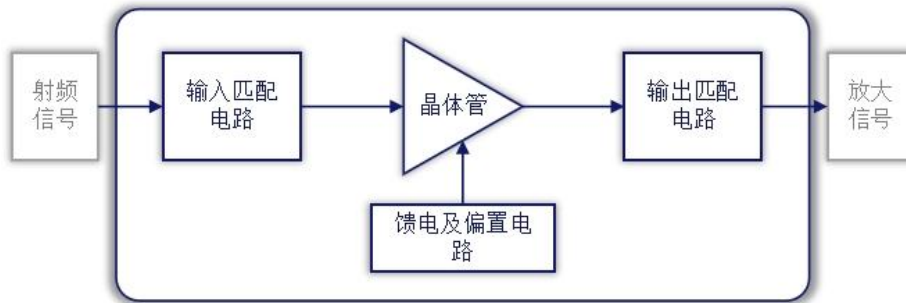 射频
信号
输入匹配
电路
晶体管
输出匹配
电路
放大
信号
馈电及偏置电
路